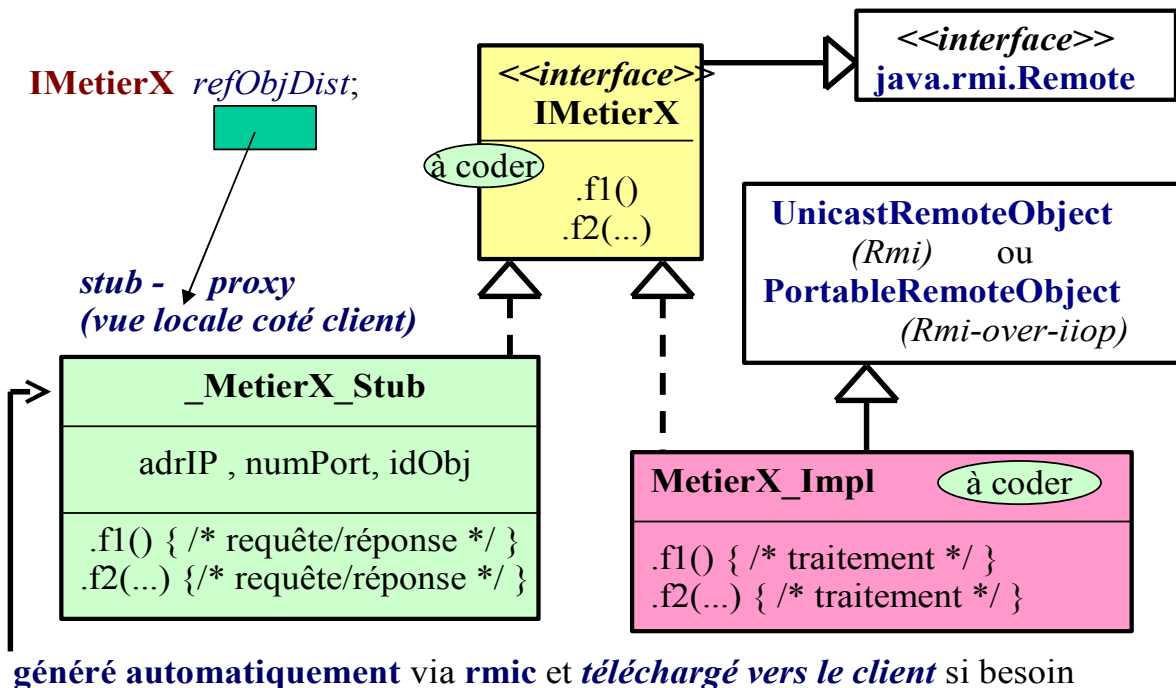 <<interface>>
java.rmi.Remote
<<interface>>
IMetierX
à coder
.f1()
.f2(...)
IMetierX refObjDist;
UnicastRemoteObject
(Rmi) ou
PortableRemoteObject
(Rmi-over-iiop)
stub - proxy
(vue locale coté client)
_MetierX_Stub
adrIP , numPort, idObj
.f1() { /* requête/réponse */ }
.f2(...) {/* requête/réponse */ }
MetierX_Impl
à coder
.f1() { /* traitement */ }
.f2(...) { /* traitement */ }
généré automatiquement via rmic et téléchargé vers le client si besoin